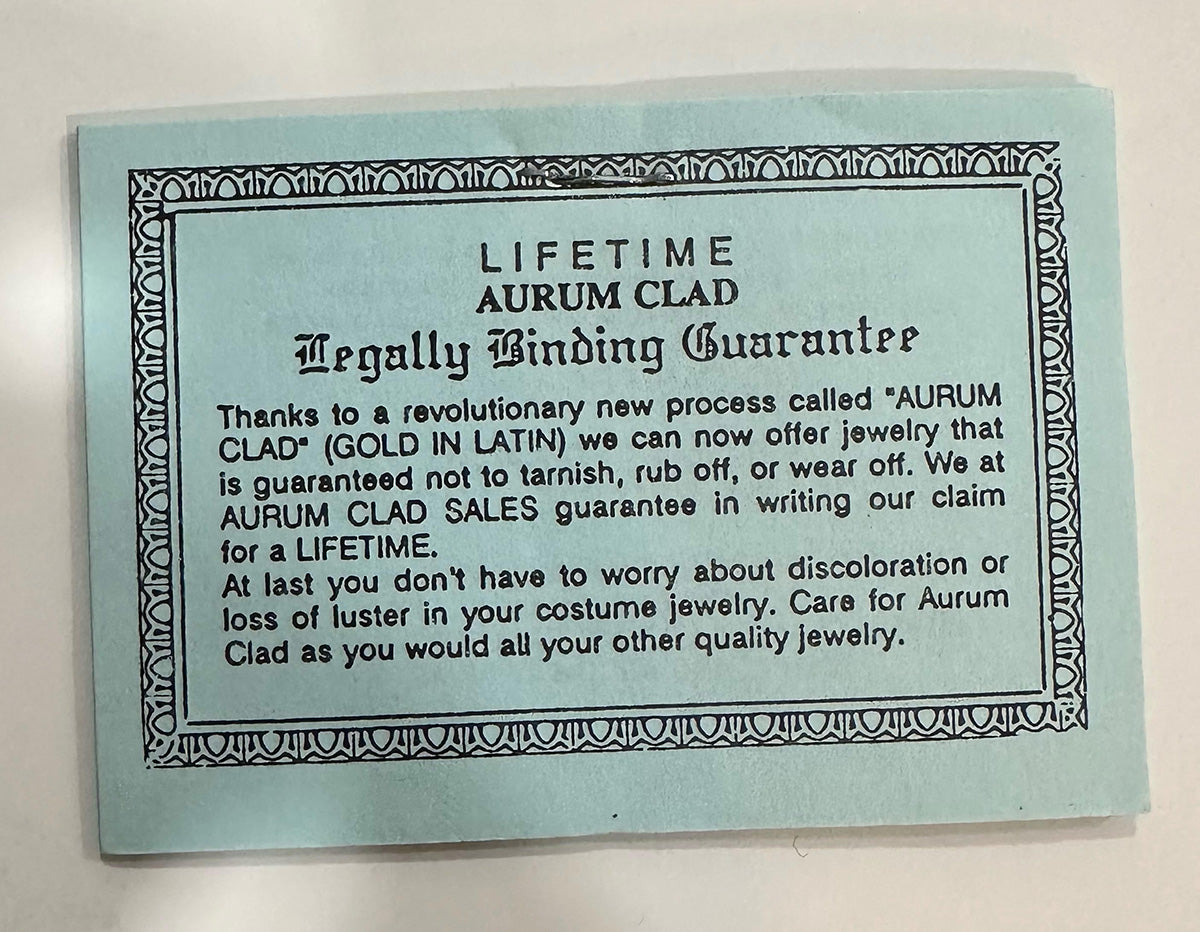 LIFETIME
AURUM CLAD
Legally Binding Guarantee
Thanks to a revolutionary new process called "AURUM
CLAD" (GOLD IN LATIN) we can now offer jewelry that
is guaranteed not to tarnish, rub off, or wear off. We at
AURUM CLAD SALES guarantee in writing our claim
for a LIFETIME.
At last you don't have to worry about discoloration or
loss of luster in your costume jewelry. Care for Aurum
Clad as you would all your other quality jewelry.